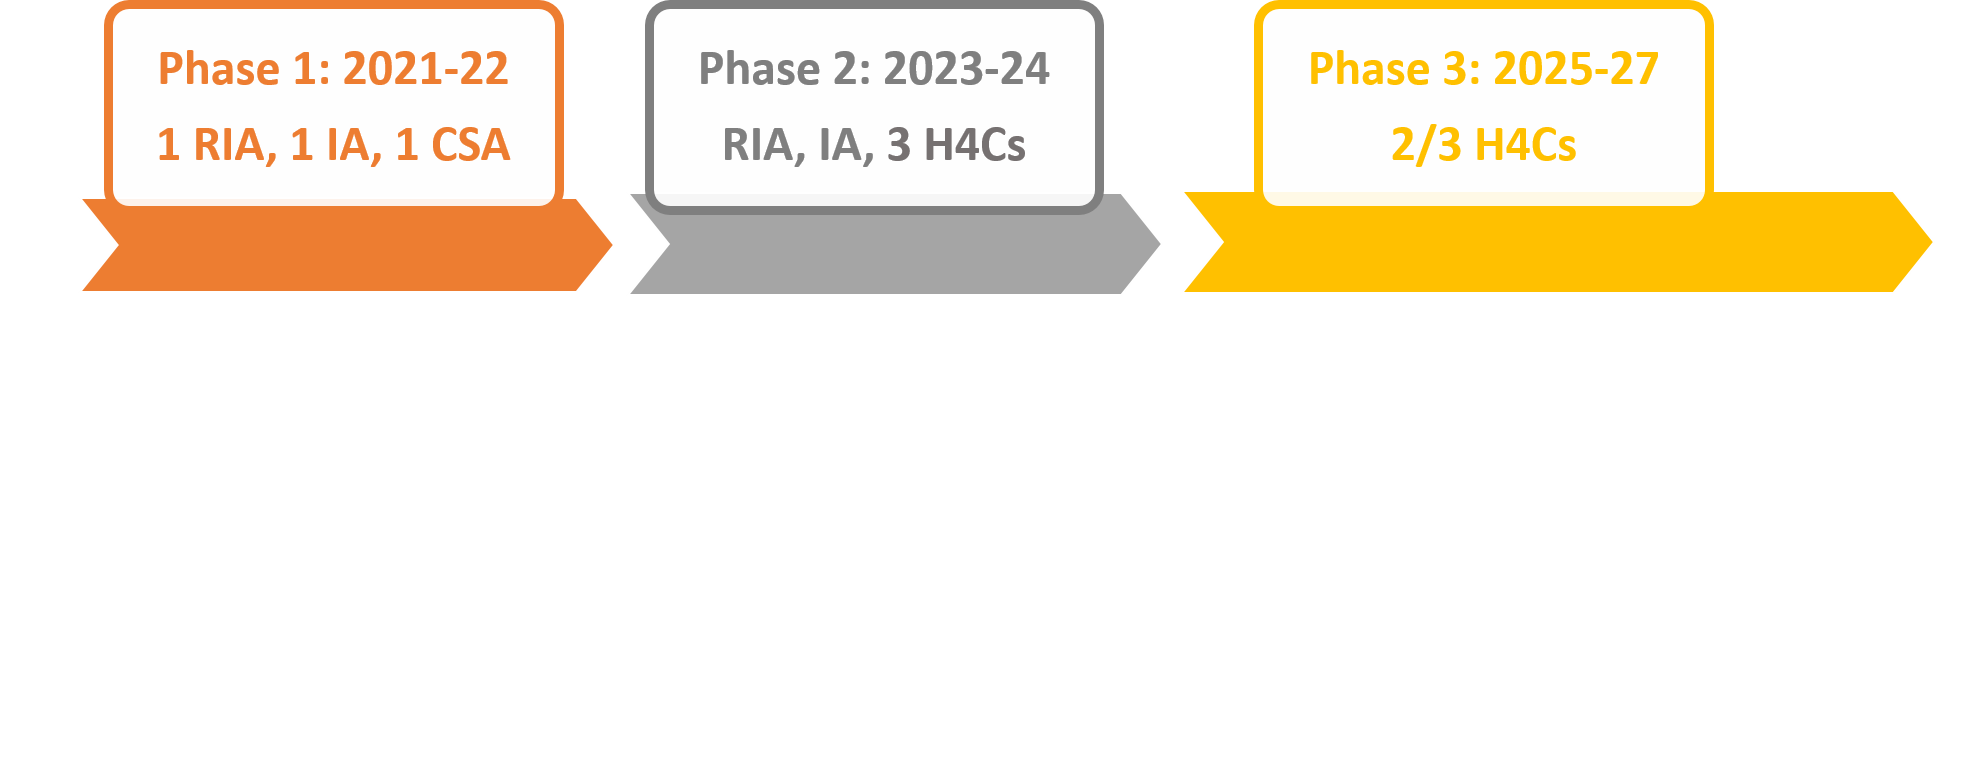 Phase 1: 2021-22
1 RIA, 1 IA, 1 CSA
Phase 2: 2023-24
RIA, IA, 3 H4Cs
Phase 3: 2025-27
2/3 H4Cs